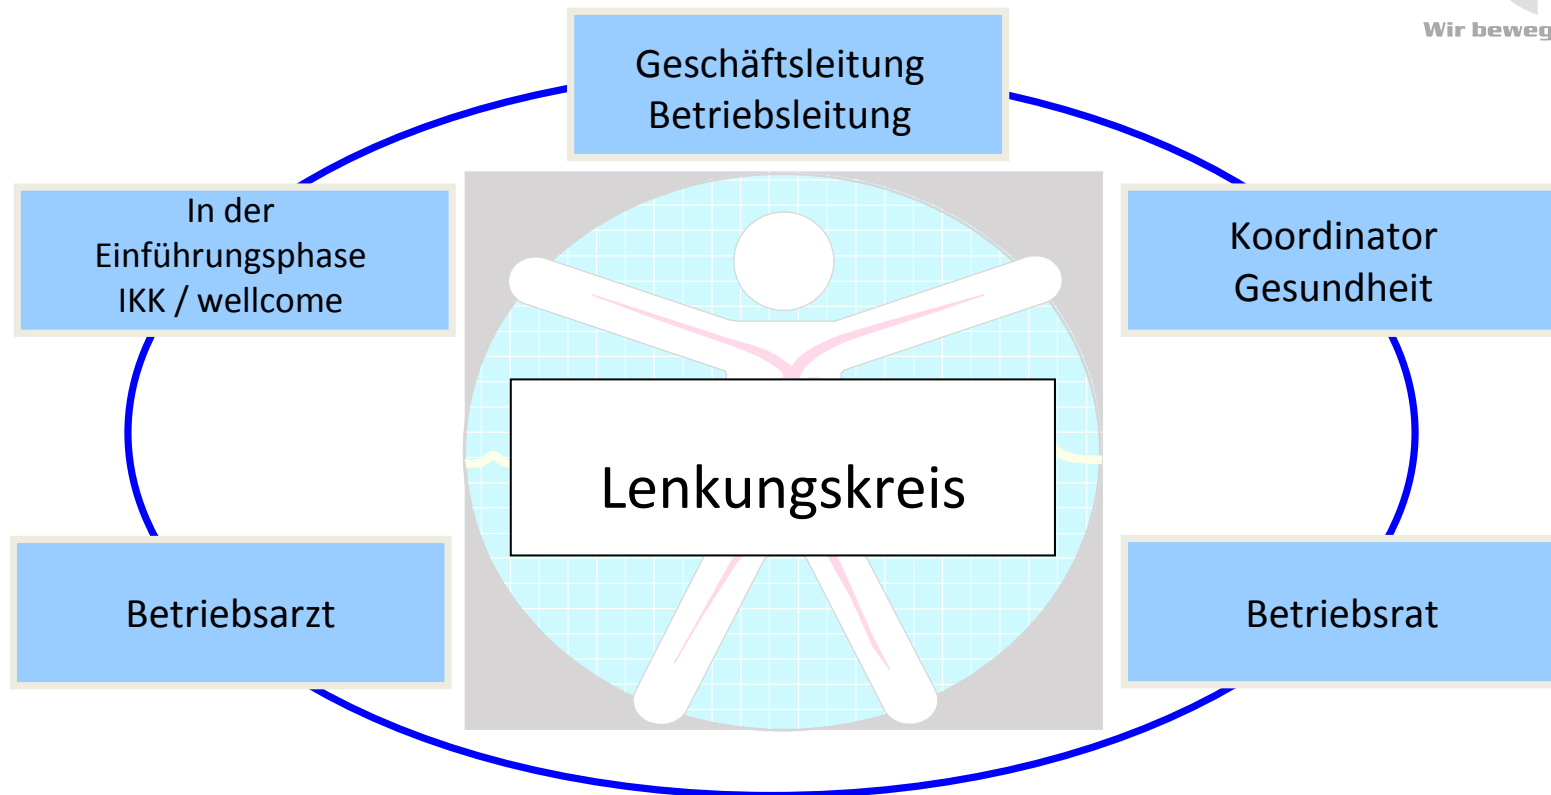 Wir beweg
Geschäftsleitung
Betriebsleitung
In der
Einführungsphase
IKK / wellcome
Koordinator
Gesundheit
Lenkungskreis
Betriebsarzt
Betriebsrat